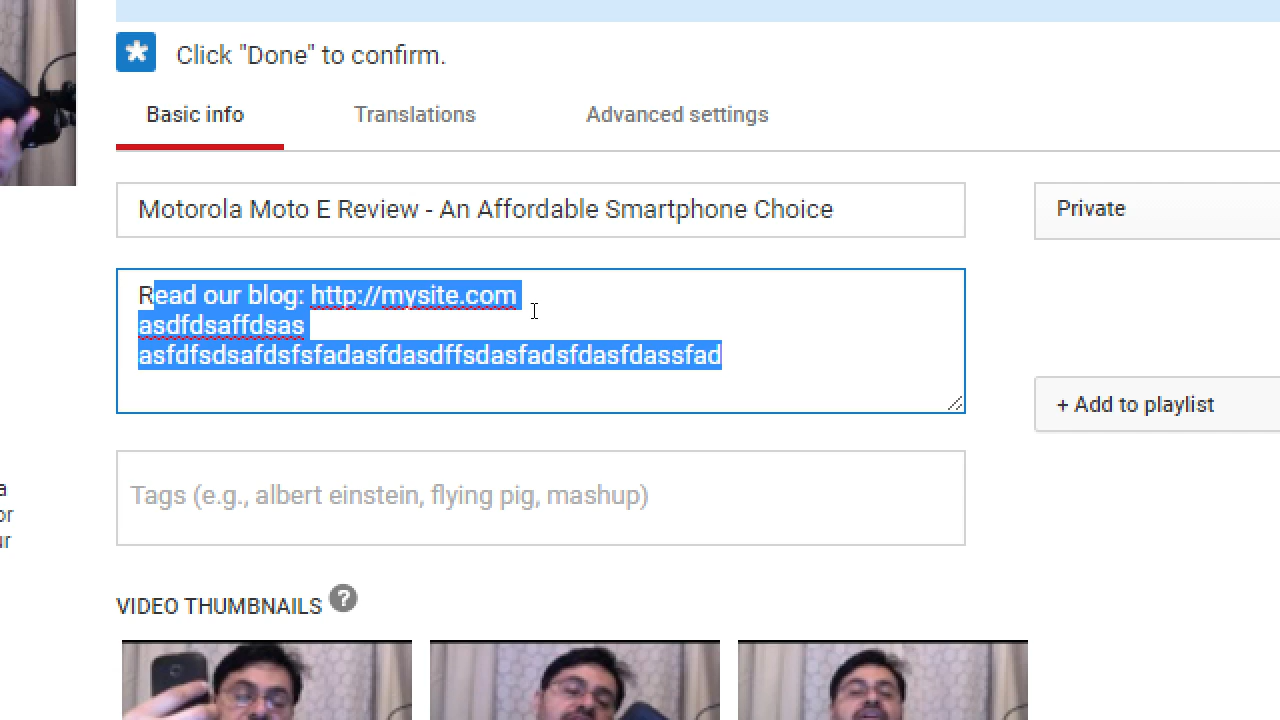 Click "Done" to confirm.
Basic info
Translations
Advanced settings
Motorola Moto E Review - An Affordable Smartphone Choice
Private
Read our blog: http://mysite.com
asdfdsaffdsas
asfdfsdsafdsfsfadasfdasdffsdasfadsfdasfdassfad
+ Add to playlist
Tags (e.g., albert einstein, flying pig, mashup)
VIDEO THUMBNAILS ?